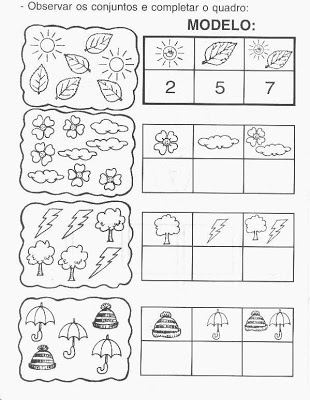 - Observar os conjuntos e completar o quadro:
MODELO:
2 5 7